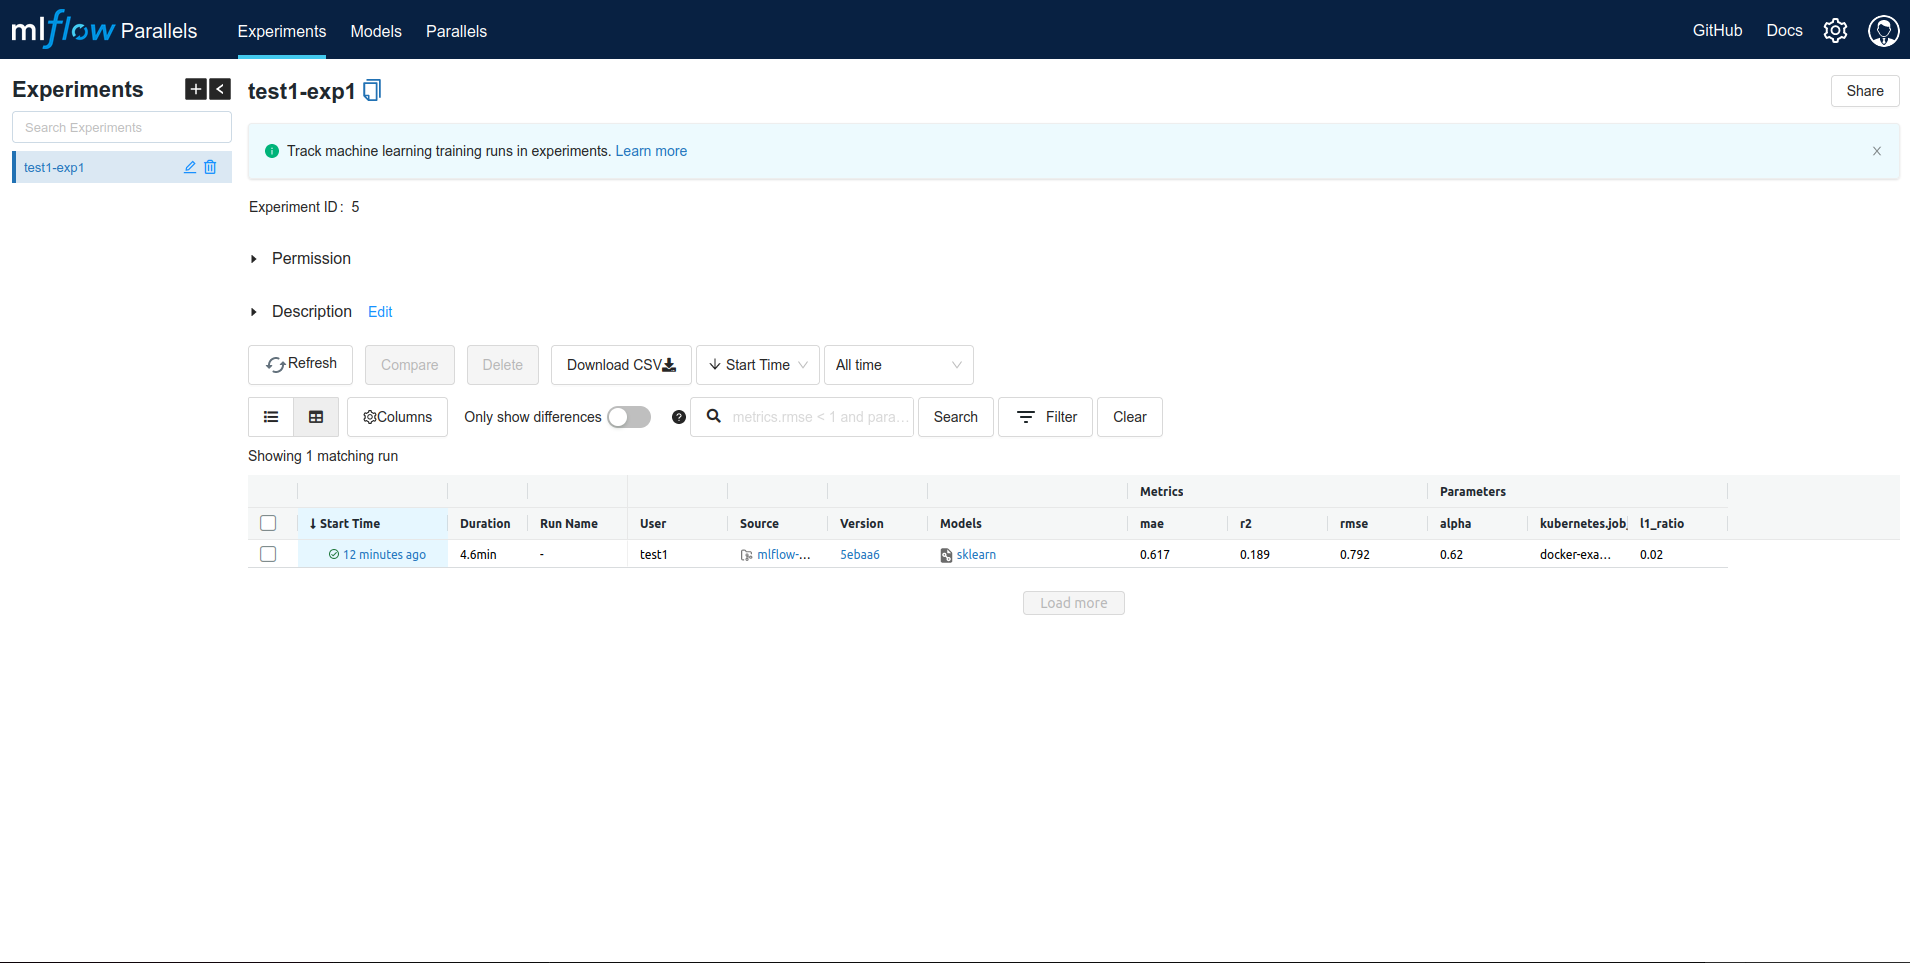 mlflow Parallels Experiments Models Parallels GitHub Docs
Experiments + <
Search Experiments
test1-exp1
test1-exp1
Share
Track machine learning training runs in experiments. Learn more
Experiment ID: 5
Permission
Description Edit
Refresh Compare Delete Download CSV Start Time All time
Columns Only show differences metrics.rmse < 1 and para... Search Filter Clear
Showing 1 matching run
Metrics Parameters
Start Time Duration Run Name User Source Version Models mae r2 rmse alpha kubernetes.job_ l1_ratio
12 minutes ago 4.6min - test1 mlflow-... 5ebaa6 sklearn 0.617 0.189 0.792 0.62 docker-exa... 0.02
Load more